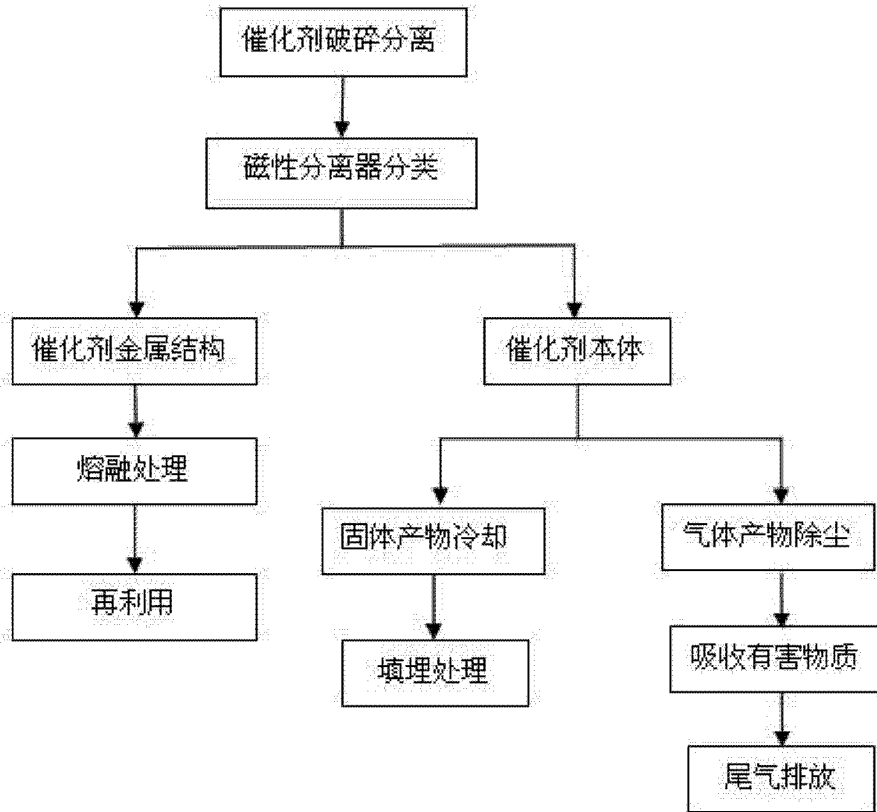 催化剂破碎分离
磁性分离器分类
催化剂金属结构
催化剂本体
熔融处理
固体产物冷却
气体产物除尘
再利用
填埋处理
吸收有害物质
尾气排放